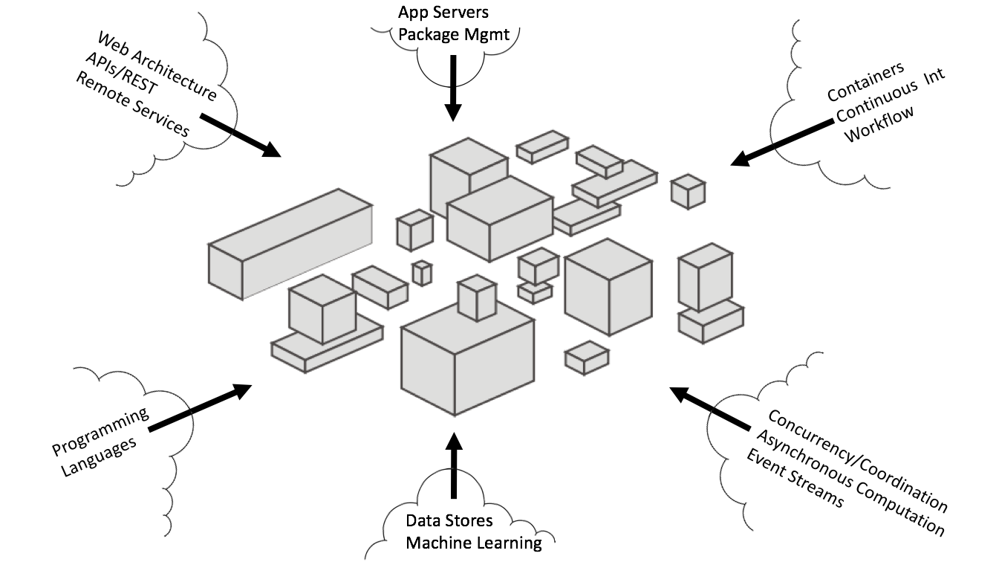 App Servers
Package Mgmt
Web Architecture
APIs/REST
Remote Services
Containers
Continuous Int
Workflow
Programming
Languages
Data Stores
Machine Learning
Concurrency/Coordination
Asynchronous Computation
Event Streams